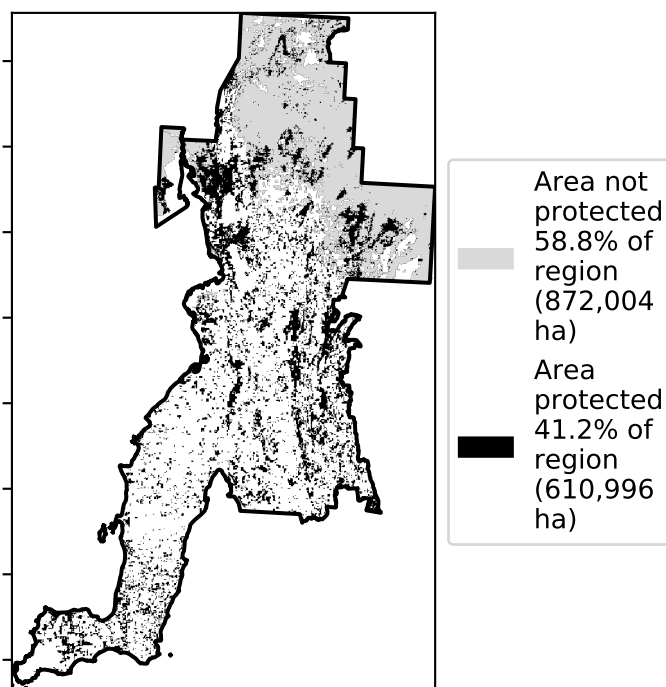 Area not
protected
58.8% of
region
(872,004
ha)
Area
protected
41.2% of
region
(610,996
ha)